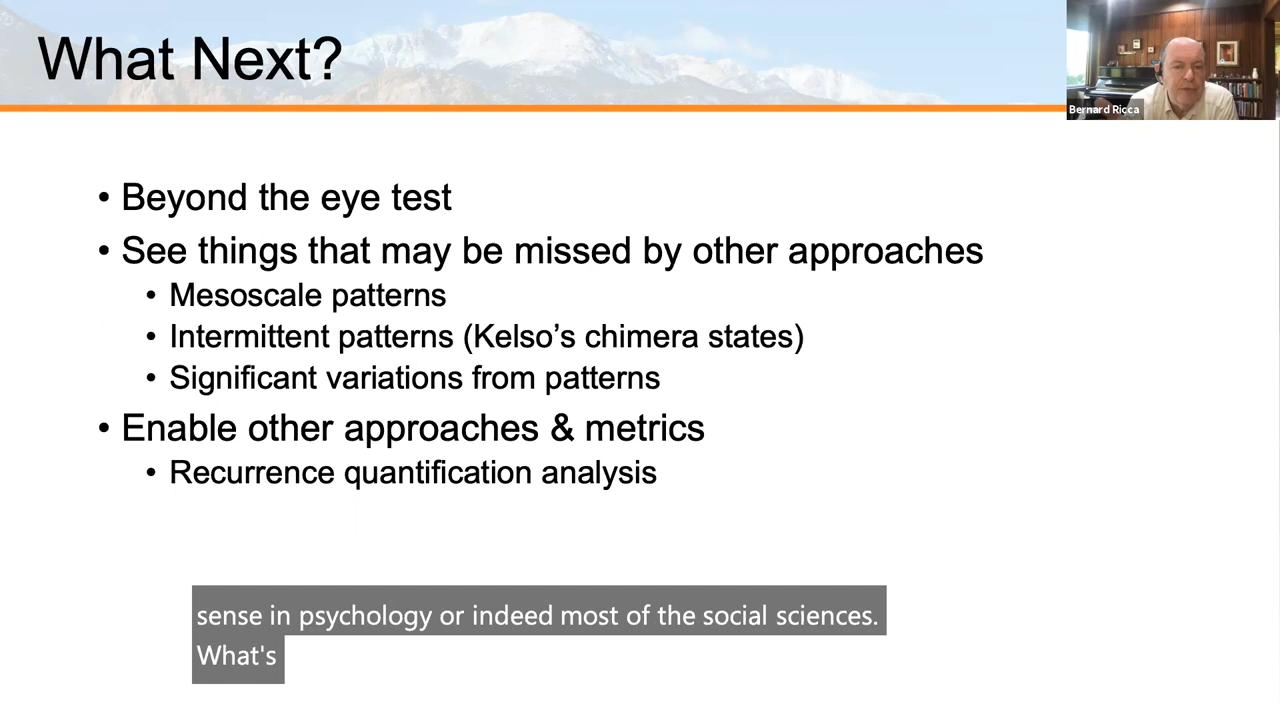 What Next?
Bernard Ricca
• Beyond the eye test
• See things that may be missed by other approaches
• Mesoscale patterns
• Intermittent patterns (Kelso’s chimera states)
• Significant variations from patterns
• Enable other approaches & metrics
• Recurrence quantification analysis
sense in psychology or indeed most of the social sciences.
What's